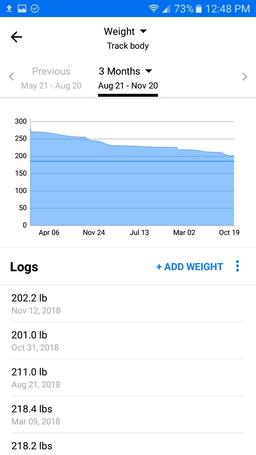 73% 12:48 PM
Weight
Track body
Previous
May 21 - Aug 20
3 Months
Aug 21 - Nov 20
300
250
200
150
100
50
0
Apr 06 Nov 24 Jul 13 Mar 02 Oct 19
Logs
+ ADD WEIGHT
202.2 lb
Nov 12, 2018
201.0 lb
Oct 31, 2018
211.0 lb
Aug 21, 2018
218.4 lbs
Mar 09, 2018
218.2 lbs